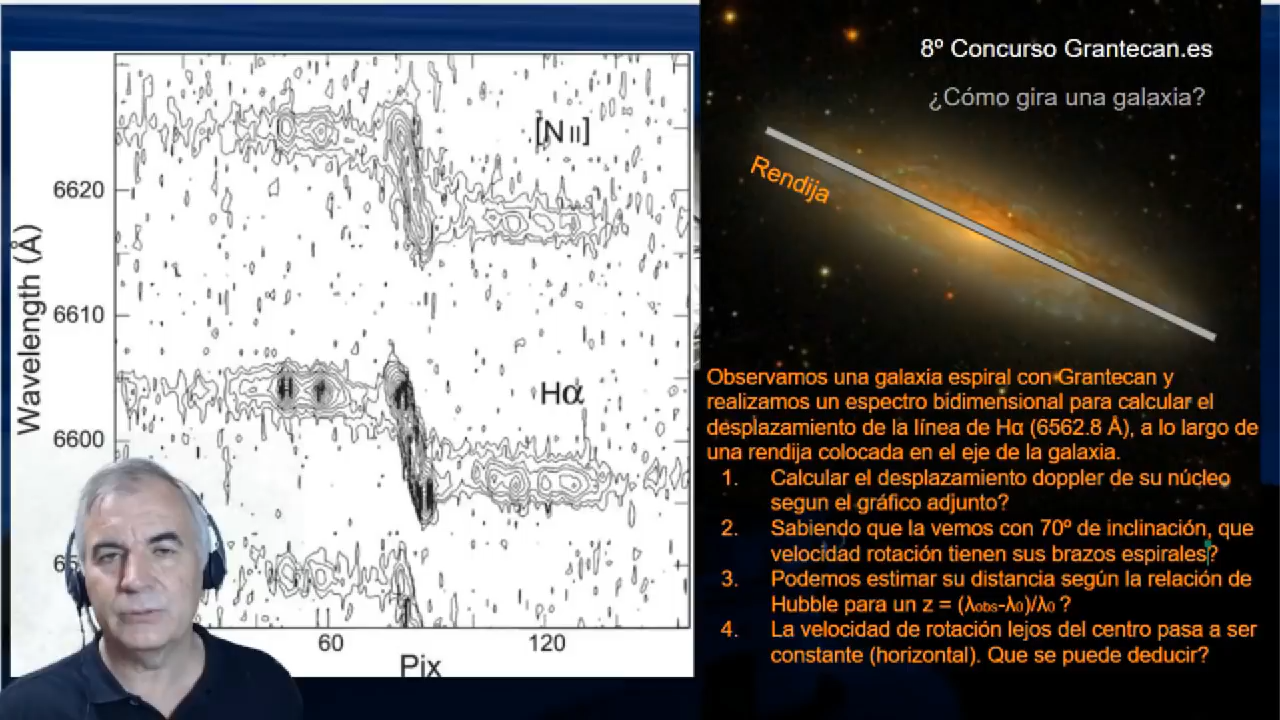 8º Concurso Grantecan.es
¿Cómo gira una galaxia?
Rendija
[N II]
Hα
Wavelength (Å)
6620
6610
6600
65
60
120
Pix
Observamos una galaxia espiral con Grantecan y
realizamos un espectro bidimensional para calcular el
desplazamiento de la línea de Hα (6562.8 Å), a lo largo de
una rendija colocada en el eje de la galaxia.
1. Calcular el desplazamiento doppler de su núcleo
segun el gráfico adjunto?
2. Sabiendo que la vemos con 70º de inclinación, que
velocidad rotación tienen sus brazos espirales?
3. Podemos estimar su distancia según la relación de
Hubble para un z = (λobs-λ0)/λ0 ?
4. La velocidad de rotación lejos del centro pasa a ser
constante (horizontal). Que se puede deducir?